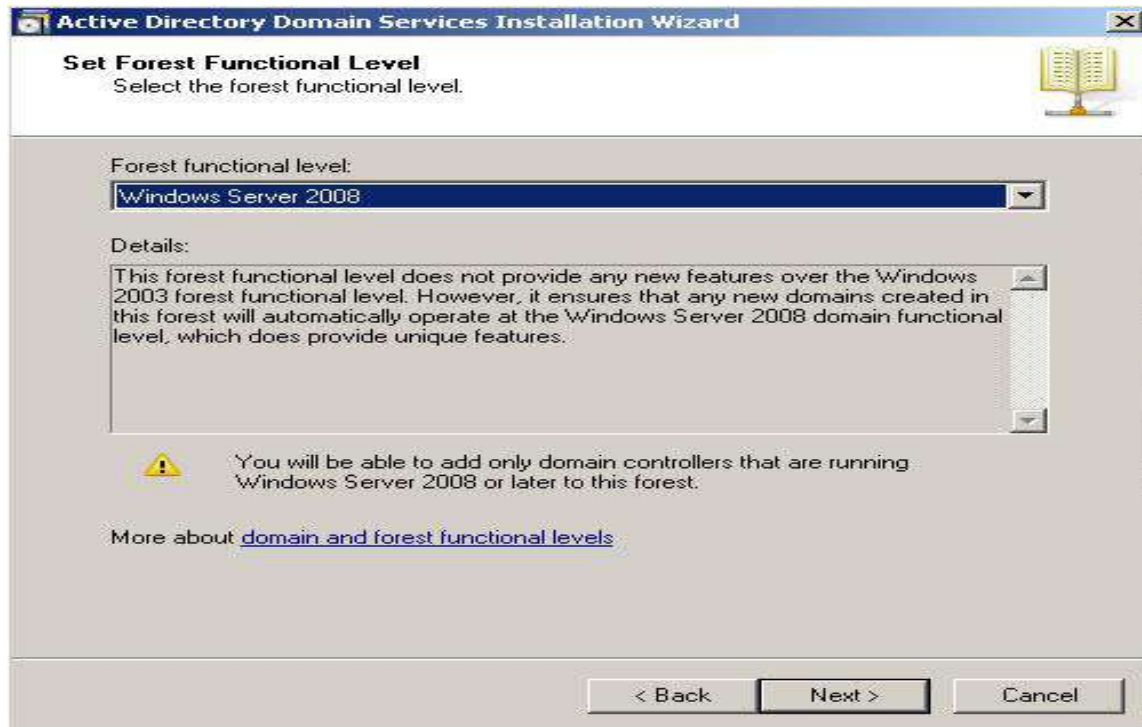 Active Directory Domain Services Installation Wizard
Set Forest Functional Level
Select the forest functional level.
Forest functional level:
Windows Server 2008
Details:
This forest functional level does not provide any new features over the Windows
2003 forest functional level. However, it ensures that any new domains created in
this forest will automatically operate at the Windows Server 2008 domain functional
level, which does provide unique features.
You will be able to add only domain controllers that are running
Windows Server 2008 or later to this forest.
More about domain and forest functional levels
< Back
Next >
Cancel